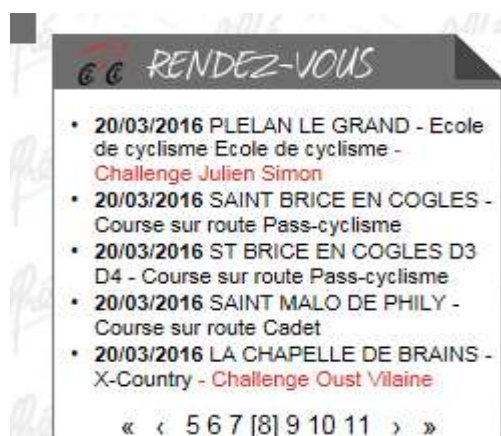 RENDEZ-VOUS
• 20/03/2016 PLELAN LE GRAND - Ecole
de cyclisme Ecole de cyclisme -
Challenge Julien Simon
• 20/03/2016 SAINT BRICE EN COGLES -
Course sur route Pass-cyclisme
• 20/03/2016 ST BRICE EN COGLES D3
D4 - Course sur route Pass-cyclisme
• 20/03/2016 SAINT MALO DE PHILY -
Course sur route Cadet
• 20/03/2016 LA CHAPELLE DE BRAINS -
X-Country - Challenge Oust Vilaine
« ‹ 5 6 7 [8] 9 10 11 › »